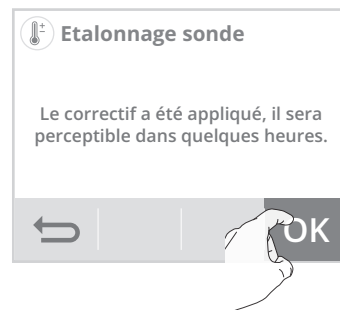 Etalonnage sonde
Le correctif a été appliqué, il sera
perceptible dans quelques heures.
OK